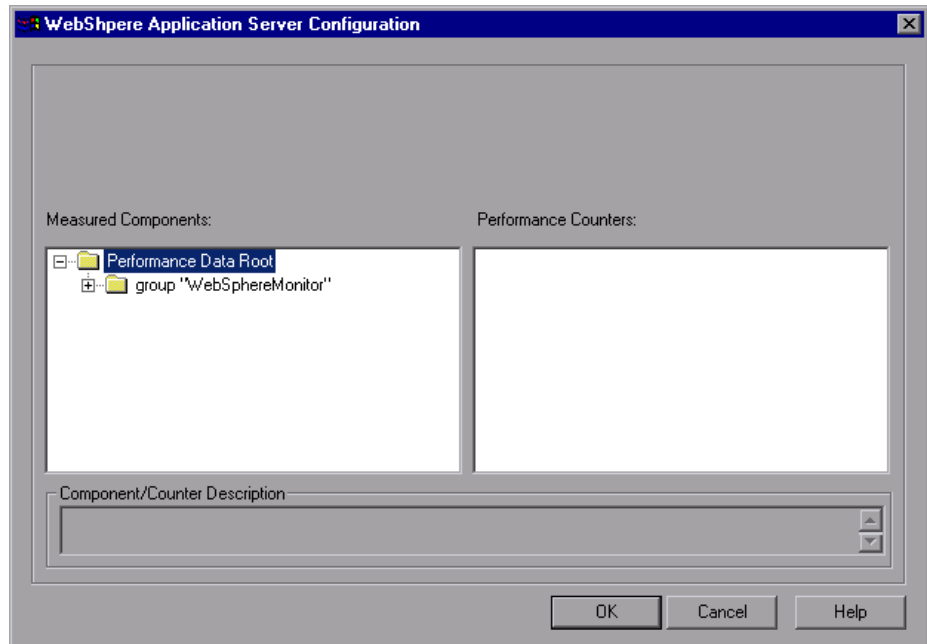 WebShpere Application Server Configuration
Measured Components:
Performance Counters:
Performance Data Root
group "WebSphereMonitor"
Component/Counter Description
OK
Cancel
Help